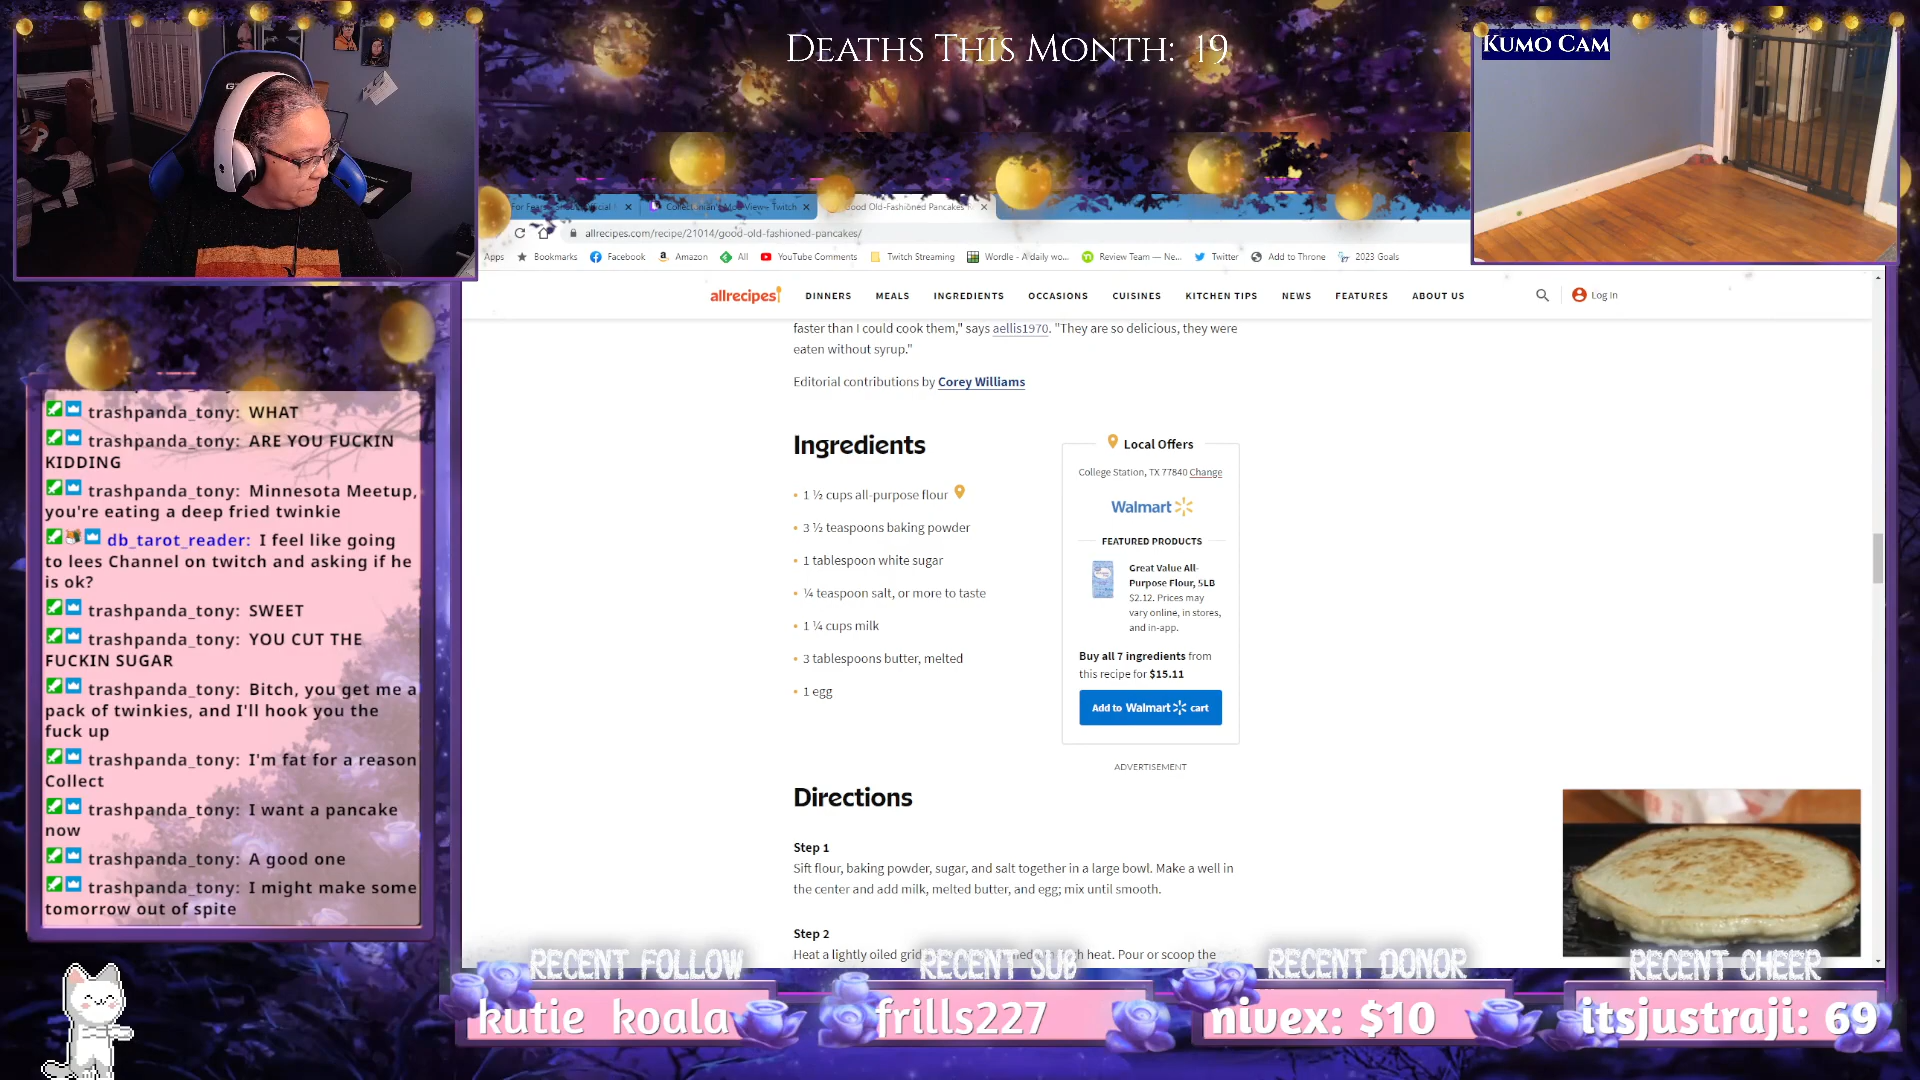 DEATHS THIS MONTH: 19
KUMO CAM
allrecipes.com/recipe/21014/good-old-fashioned-pancakes/
Apps Bookmarks Facebook Amazon All YouTube Comments Twitch Streaming Wordle - A daily wo... Review Team — Ne... Twitter Add to Throne 2023 Goals
allrecipes DINNERS MEALS INGREDIENTS OCCASIONS CUISINES KITCHEN TIPS NEWS FEATURES ABOUT US Log In
faster than I could cook them," says aellis1970. "They are so delicious, they were
eaten without syrup."
Editorial contributions by Corey Williams
Ingredients
1 ½ cups all-purpose flour
3 ½ teaspoons baking powder
1 tablespoon white sugar
¼ teaspoon salt, or more to taste
1 ¼ cups milk
3 tablespoons butter, melted
1 egg
Local Offers
College Station, TX 77840 Change
Walmart
FEATURED PRODUCTS
Great Value All-
Purpose Flour, 5LB
$2.12. Prices may
vary online, in stores,
and in-app.
Buy all 7 ingredients from
this recipe for $15.11
Add to Walmart cart
ADVERTISEMENT
Directions
Step 1
Sift flour, baking powder, sugar, and salt together in a large bowl. Make a well in
the center and add milk, melted butter, and egg; mix until smooth.
Step 2
Heat a lightly oiled heat. Pour or scoop the
trashpanda_tony: WHAT
trashpanda_tony: ARE YOU FUCKIN
KIDDING
trashpanda_tony: Minnesota Meetup,
you're eating a deep fried twinkie
db_tarot_reader: I feel like going
to lees Channel on twitch and asking if he
is ok?
trashpanda_tony: SWEET
trashpanda_tony: YOU CUT THE
FUCKIN SUGAR
trashpanda_tony: Bitch, you get me a
pack of twinkies, and I'll hook you the
fuck up
trashpanda_tony: I'm fat for a reason
Collect
trashpanda_tony: I want a pancake
now
trashpanda_tony: A good one
trashpanda_tony: I might make some
tomorrow out of spite
RECENT FOLLOW
kutie koala
RECENT SUB
frills227
RECENT DONOR
nivex: $10
RECENT CHEER
itsjustraji: 69